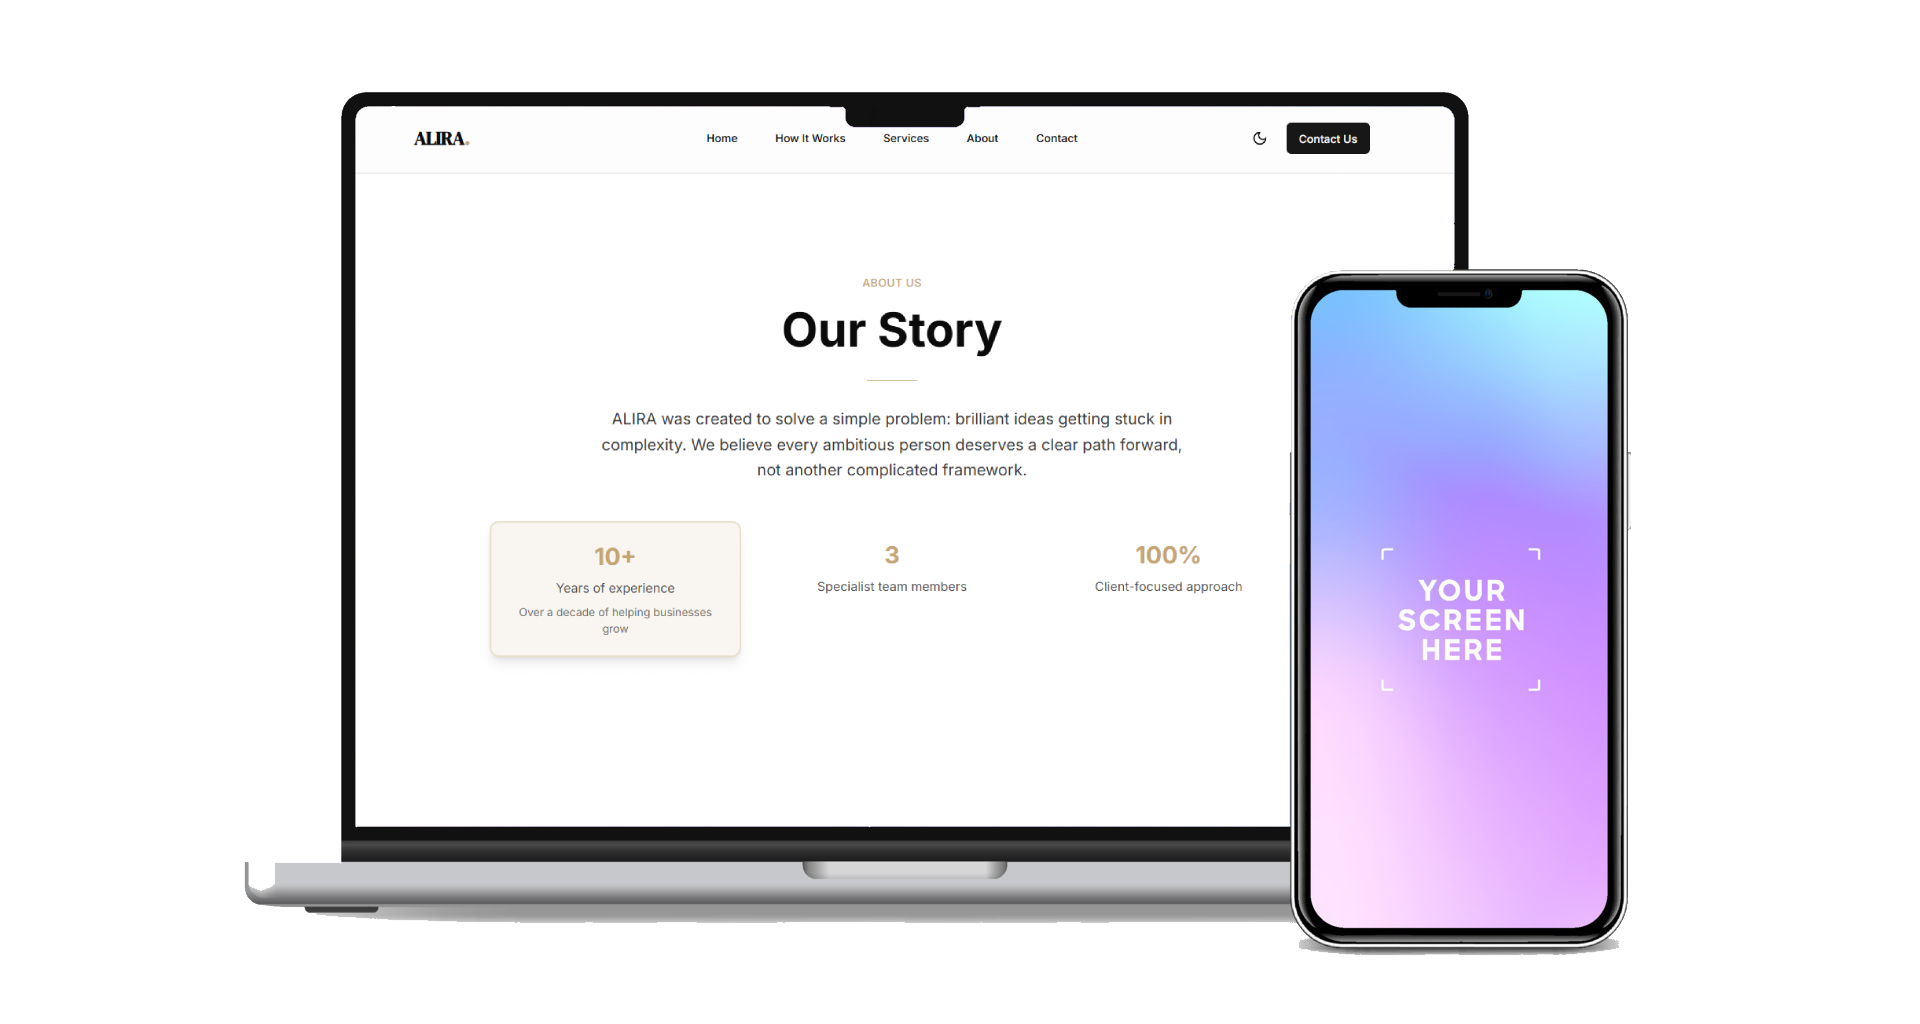 ALIRA.
Home How It Works Services About Contact
Contact Us
ABOUT US
Our Story
ALIRA was created to solve a simple problem: brilliant ideas getting stuck in
complexity. We believe every ambitious person deserves a clear path forward,
not another complicated framework.
10+
Years of experience
Over a decade of helping businesses
grow
3
Specialist team members
100%
Client-focused approach
YOUR
SCREEN
HERE